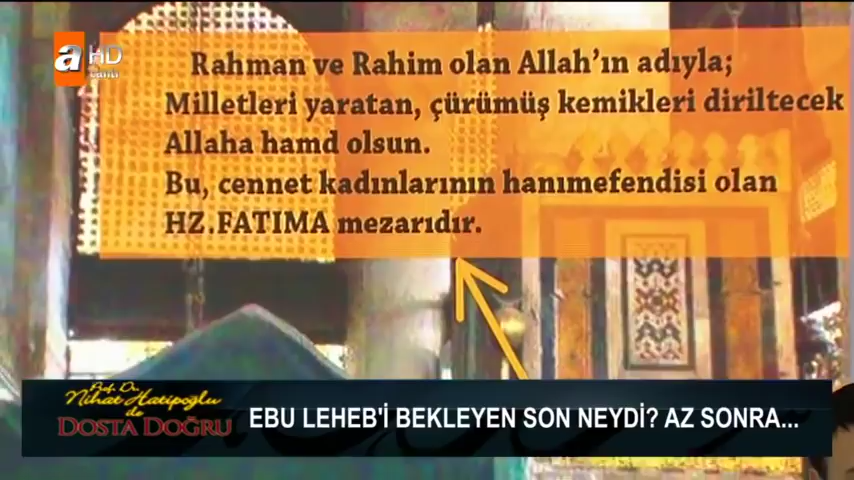 a HD
canlı
Rahman ve Rahim olan Allah'ın adıyla;
Milletleri yaratan, çürümüş kemikleri diriltecek
Allaha hamd olsun.
Bu, cennet kadınlarının hanımefendisi olan
HZ.FATIMA mezarıdır.
Prof. Dr.
Nihat Hatipoğlu
ile
DOSTA DOĞRU
EBU LEHEB'İ BEKLEYEN SON NEYDİ? AZ SONRA...